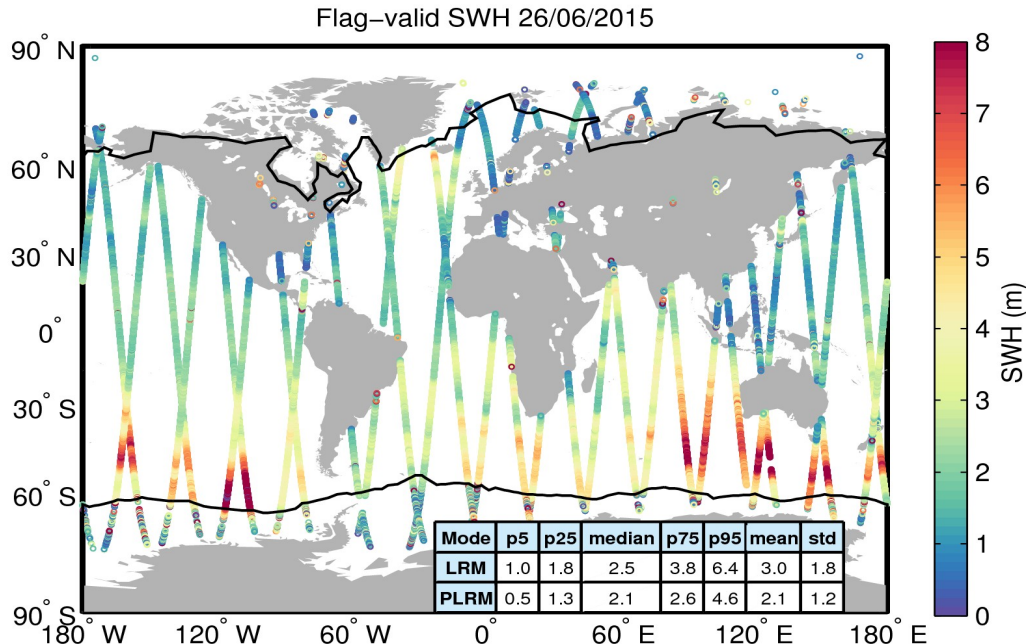 Flag−valid SWH 26/06/2015
90° N
60° N
30° N
0°
30° S
60° S
90° S
180° W
120° W
60° W
0°
60° E
120° E
180° E
Mode p5 p25 median p75 p95 mean std
LRM 1.0 1.8 2.5 3.8 6.4 3.0 1.8
PLRM 0.5 1.3 2.1 2.6 4.6 2.1 1.2
8
7
6
5
4
3
2
1
0
SWH (m)